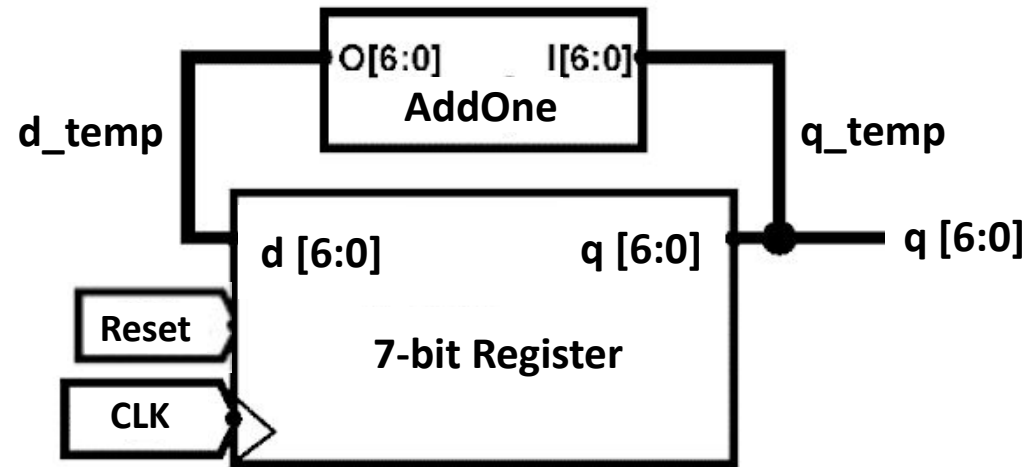 O[6:0] I[6:0]
AddOne
d_temp
q_temp
d [6:0]
q [6:0]
q [6:0]
Reset
7-bit Register
CLK